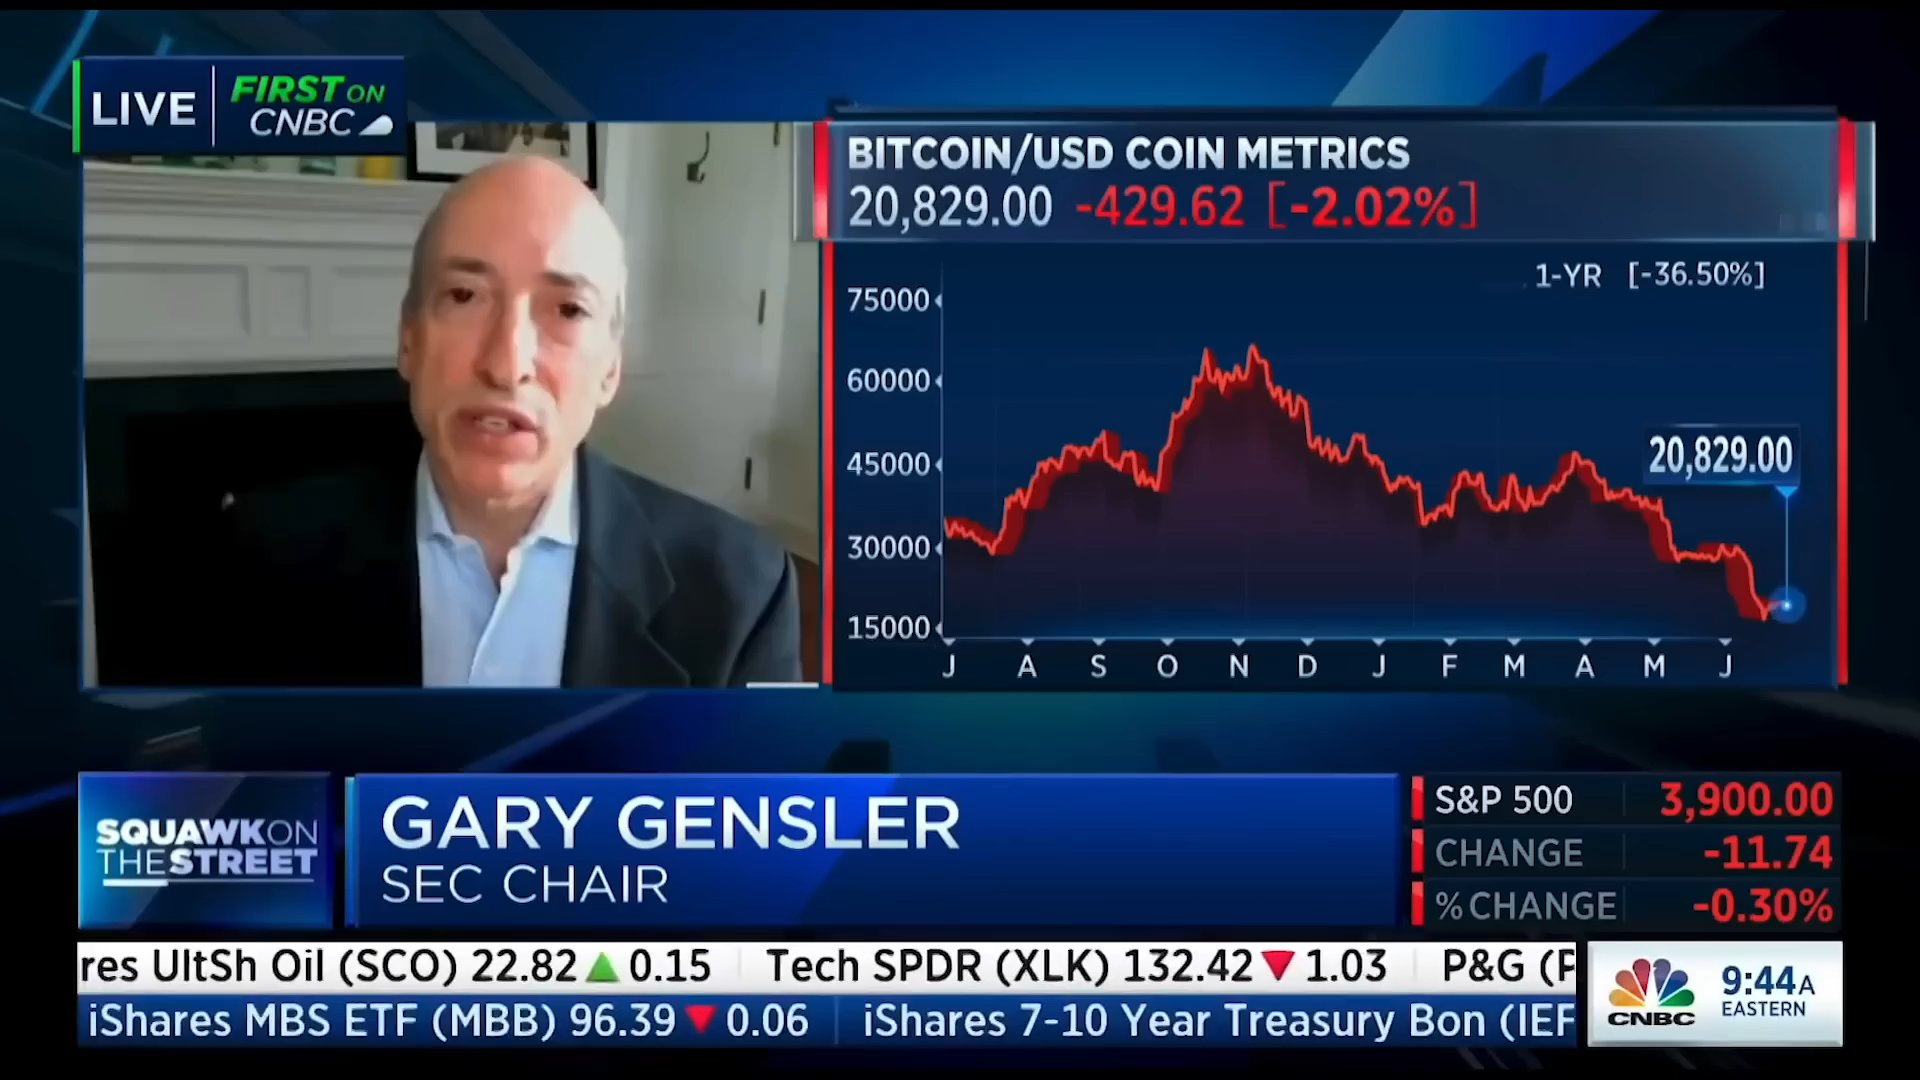 LIVE
FIRST ON
CNBC
BITCOIN/USD COIN METRICS
20,829.00 -429.62 [-2.02%]
1-YR [-36.50%]
75000
60000
45000
30000
15000
20,829.00
J A S O N D J F M A M J
SQUAWK ON
THE STREET
GARY GENSLER
SEC CHAIR
S&P 500 3,900.00
CHANGE -11.74
% CHANGE -0.30%
res UltSh Oil (SCO) 22.82 ▲ 0.15 Tech SPDR (XLK) 132.42 ▼ 1.03 P&G (P
iShares MBS ETF (MBB) 96.39 ▼ 0.06 iShares 7-10 Year Treasury Bon (IEF
CNBC
9:44A
EASTERN